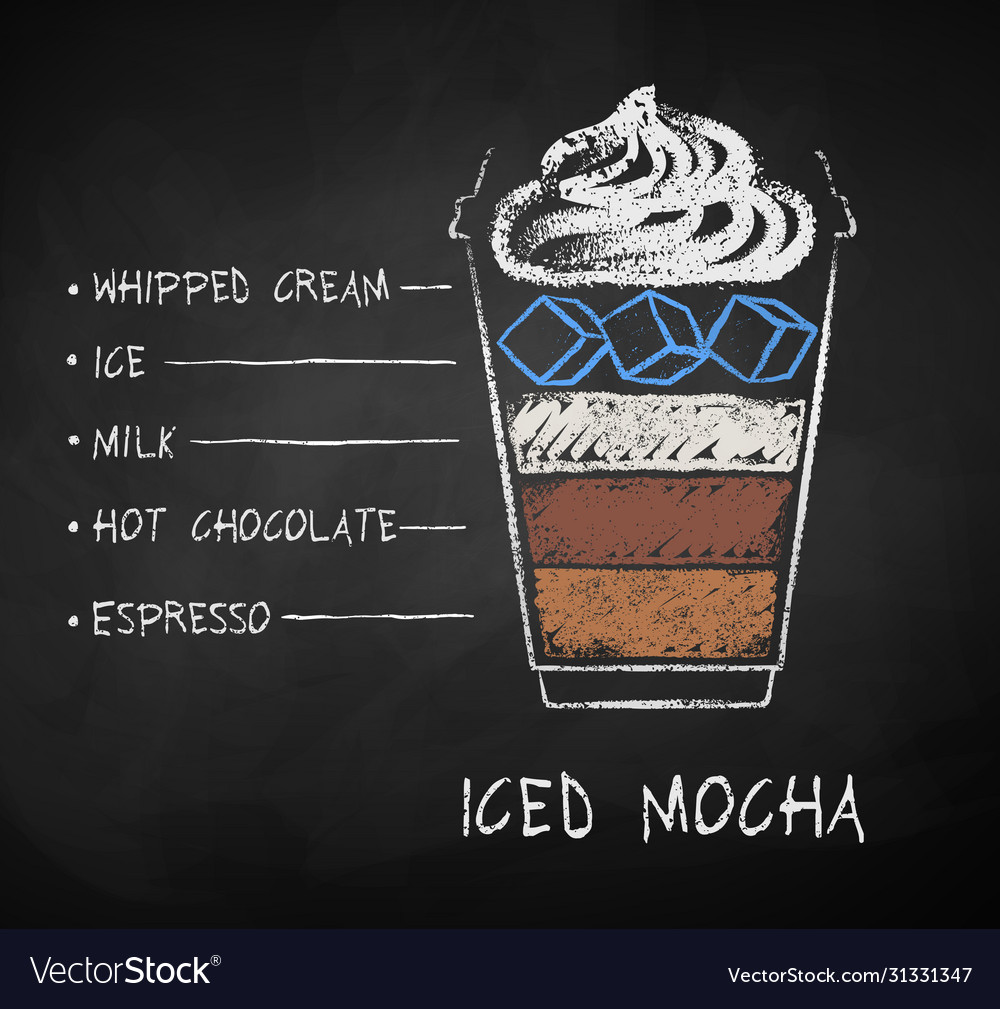 • WHIPPED CREAM
• ICE
• MILK
• HOT CHOCOLATE
• ESPRESSO
ICED MOCHA
VectorStock®
VectorStock.com/31331347